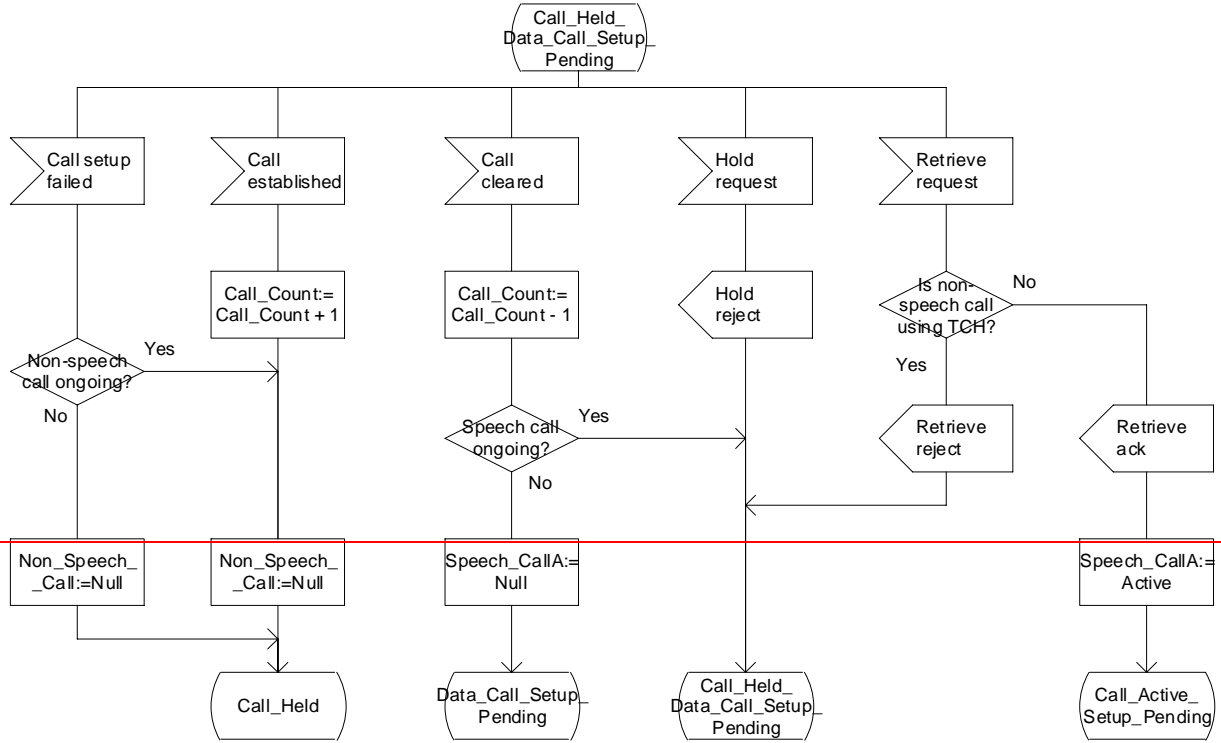 Call_Held_
Data_Call_Setup_
Pending
Call setup
failed
Call
established
Call
cleared
Hold
request
Retrieve
request
Call_Count:=
Call_Count + 1
Call_Count:=
Call_Count - 1
Hold
reject
Is non-
speech call
using TCH?
No
Yes
Non-speech
call ongoing?
Yes
No
Speech call
ongoing?
Yes
No
Retrieve
reject
Retrieve
ack
Non_Speech_
_Call:=Null
Non_Speech_
_Call:=Null
Speech_CallA:=
Null
Speech_CallA:=
Active
Call_Held
Data_Call_Setup_
Pending
Call_Held_
Data_Call_Setup_
Pending
Call_Active_
Setup_Pending